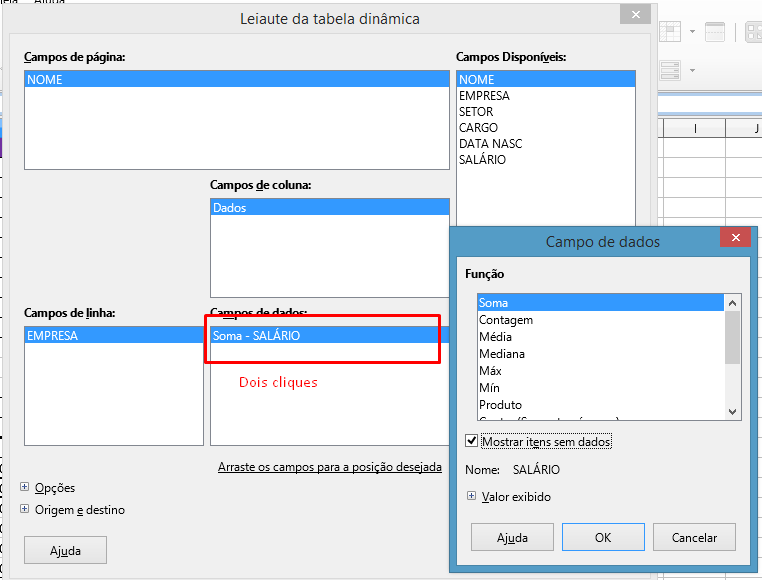 Ajuda
Leiaute da tabela dinâmica
Campos de página:
NOME
Campos Disponíveis:
NOME
EMPRESA
SETOR
CARGO
DATA NASC
SALÁRIO
Campos de coluna:
Dados
Campos de linha:
EMPRESA
Campos de dados:
Soma - SALÁRIO
Dois cliques
Arraste os campos para a posição desejada
Opções
Origem e destino
Ajuda
I
J
Campo de dados
Função
Soma
Contagem
Média
Mediana
Máx
Mín
Produto
Mostrar itens sem dados
Nome: SALÁRIO
Valor exibido
Ajuda
OK
Cancelar